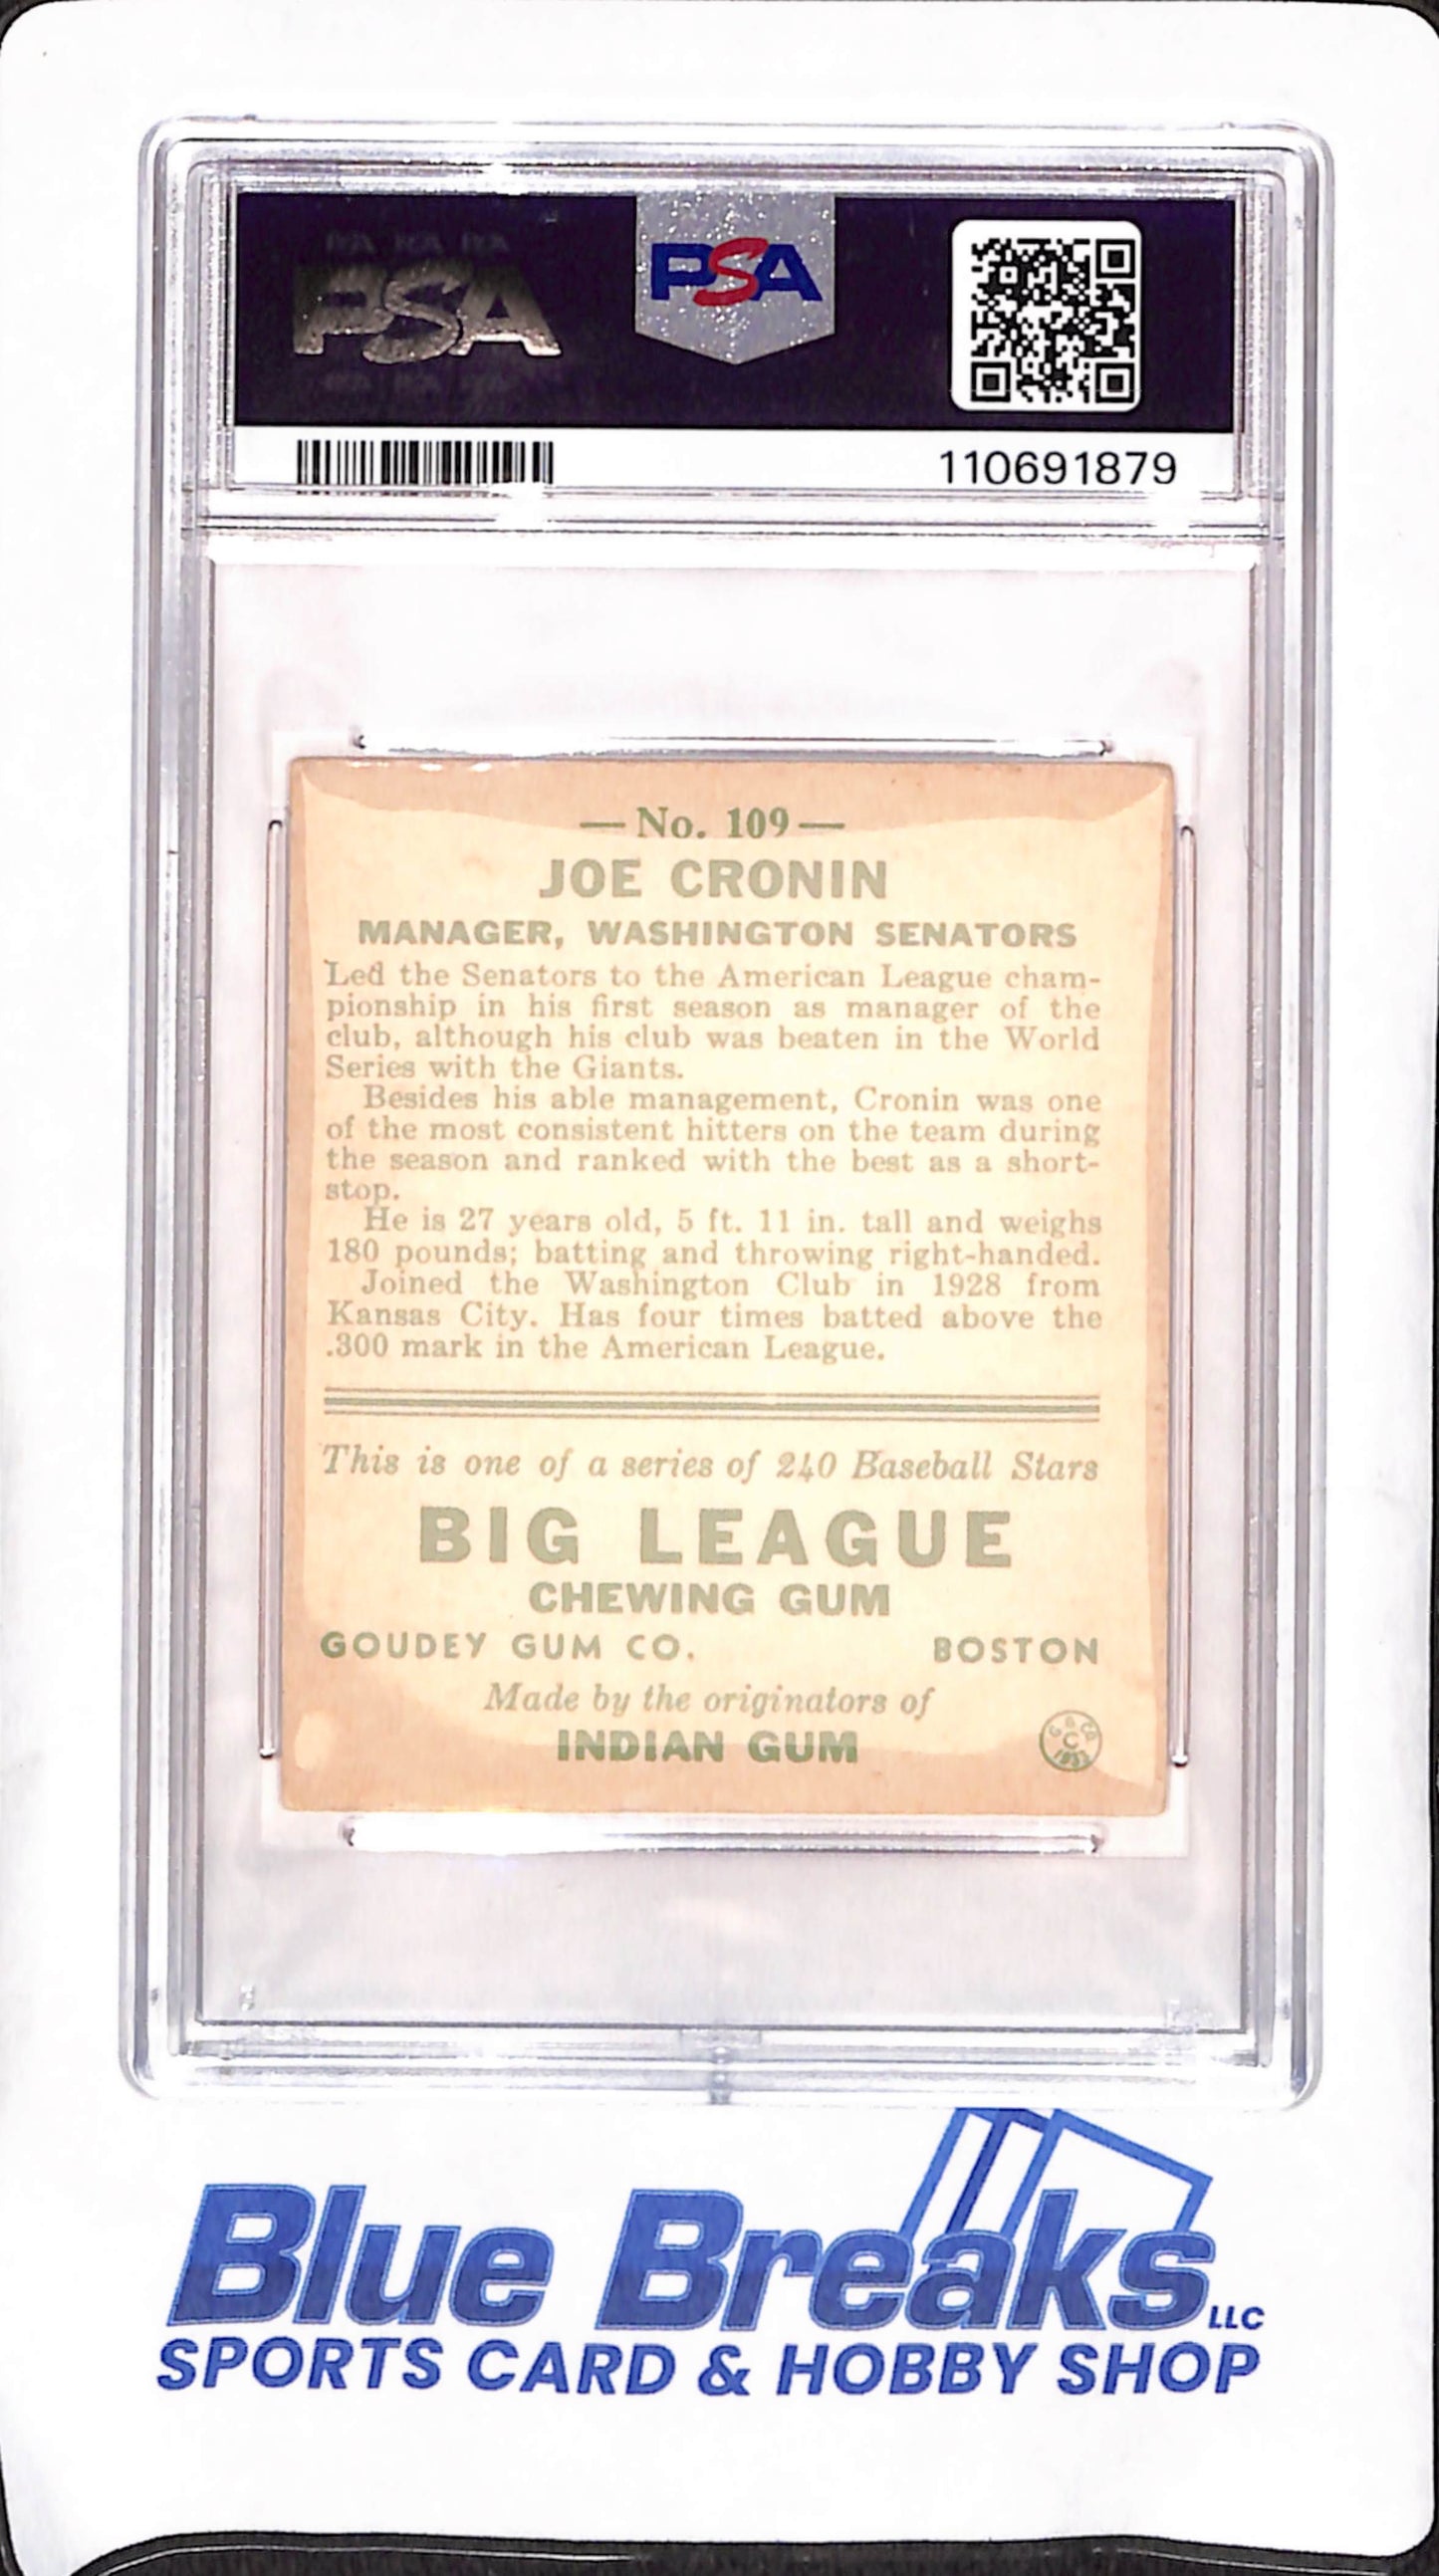 PSA
PSA
110691879
— No. 109 —
JOE CRONIN
MANAGER, WASHINGTON SENATORS
Led the Senators to the American League cham-
pionship in his first season as manager of the
club, although his club was beaten in the World
Series with the Giants.
Besides his able management, Cronin was one
of the most consistent hitters on the team during
the season and ranked with the best as a short-
stop.
He is 27 years old, 5 ft. 11 in. tall and weighs
180 pounds; batting and throwing right-handed.
Joined the Washington Club in 1928 from
Kansas City. Has four times batted above the
.300 mark in the American League.
This is one of a series of 240 Baseball Stars
BIG LEAGUE
CHEWING GUM
GOUDEY GUM CO. BOSTON
Made by the originators of
INDIAN GUM
Blue Breaks LLC
SPORTS CARD & HOBBY SHOP